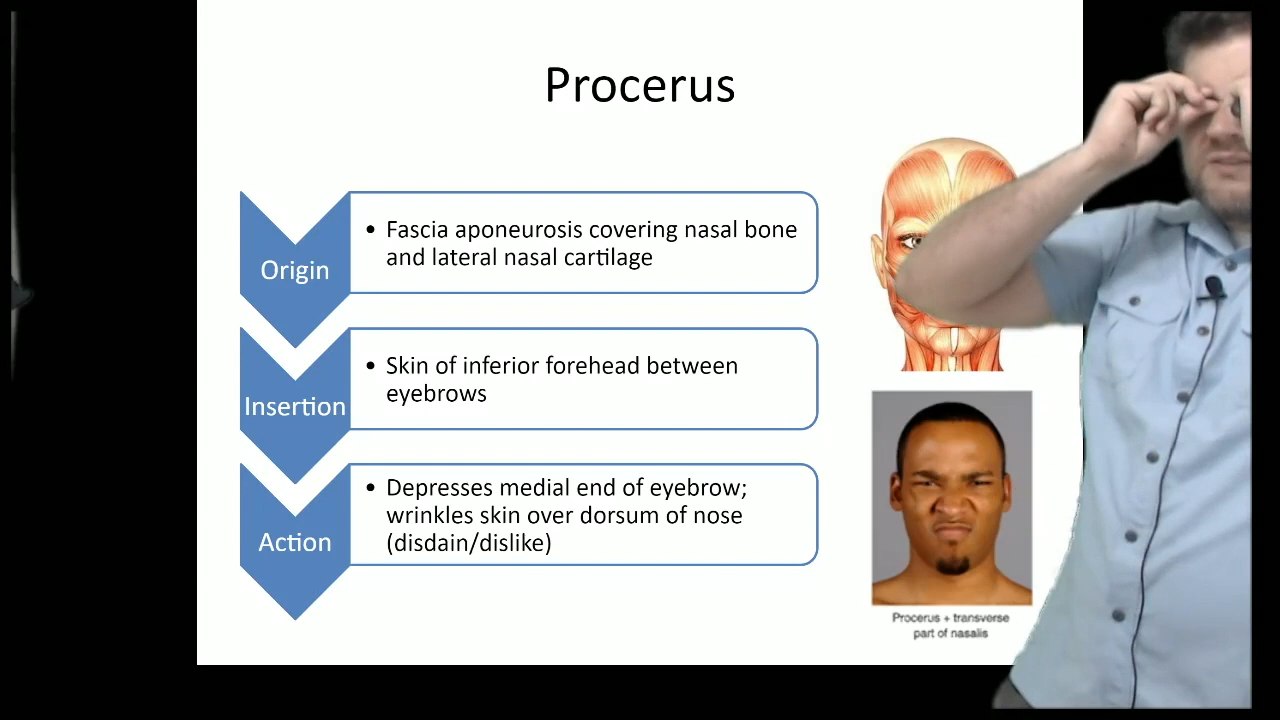 Procerus
Origin
• Fascia aponeurosis covering nasal bone
and lateral nasal cartilage
Insertion
• Skin of inferior forehead between
eyebrows
Action
• Depresses medial end of eyebrow;
wrinkles skin over dorsum of nose
(disdain/dislike)
Procerus + transverse
part of nasalis